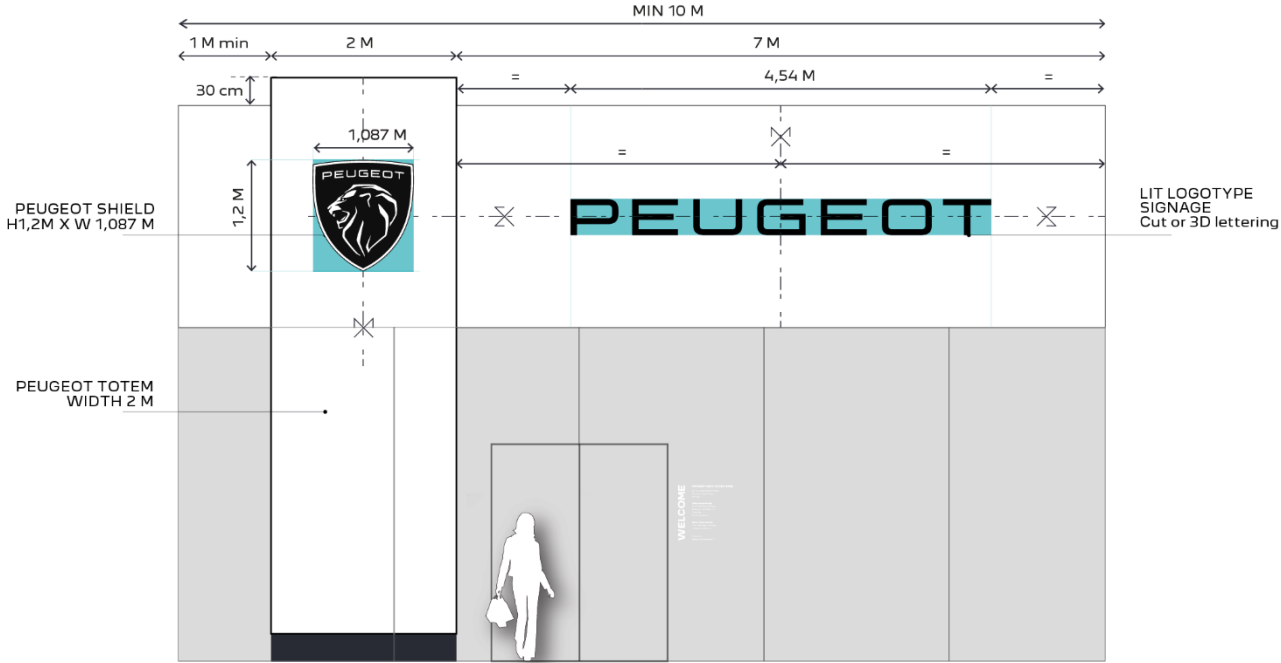 MIN 10 M
1 M min
2 M
7 M
=
4,54 M
=
30 cm
1,087 M
=
=
1,2 M
PEUGEOT
PEUGEOT
PEUGEOT SHIELD
H1,2M X W 1,087 M
LIT LOGOTYPE
SIGNAGE
Cut or 3D lettering
PEUGEOT TOTEM
WIDTH 2 M
WELCOME